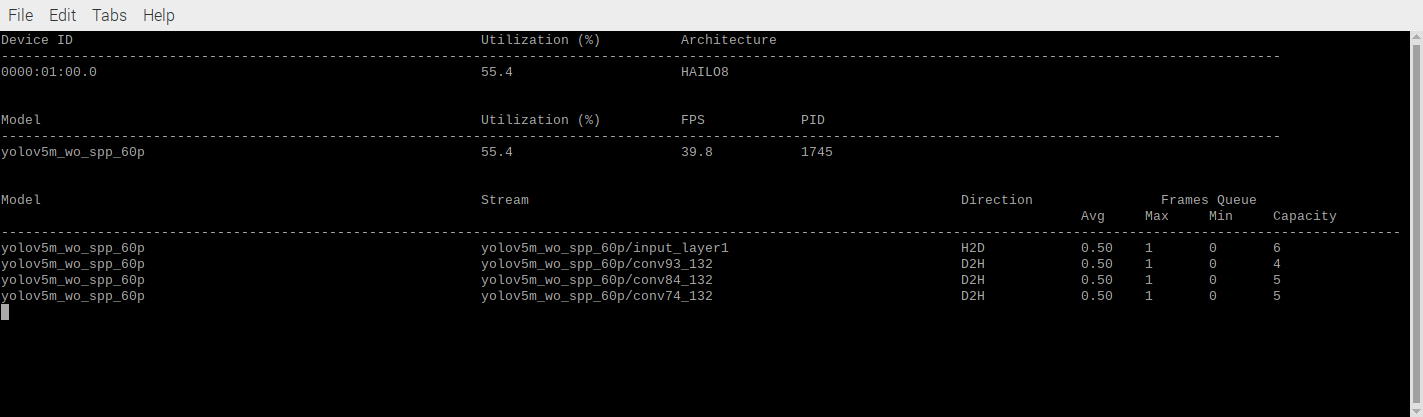 File Edit Tabs Help
Device ID Utilization (%) Architecture
----------------------------------------------------------------------------------------------------------------------------------------------------------------
0000:01:00.0 55.4 HAILO8
Model Utilization (%) FPS PID
----------------------------------------------------------------------------------------------------------------------------------------------------------------
yolov5m_wo_spp_60p 55.4 39.8 1745
Model Stream Direction Frames Queue
Avg Max Min Capacity
-------------------------------------------------------------------------------------------------------------------------------------------------------------------------------
yolov5m_wo_spp_60p yolov5m_wo_spp_60p/input_layer1 H2D 0.50 1 0 6
yolov5m_wo_spp_60p yolov5m_wo_spp_60p/conv93_132 D2H 0.50 1 0 4
yolov5m_wo_spp_60p yolov5m_wo_spp_60p/conv84_132 D2H 0.50 1 0 5
yolov5m_wo_spp_60p yolov5m_wo_spp_60p/conv74_132 D2H 0.50 1 0 5